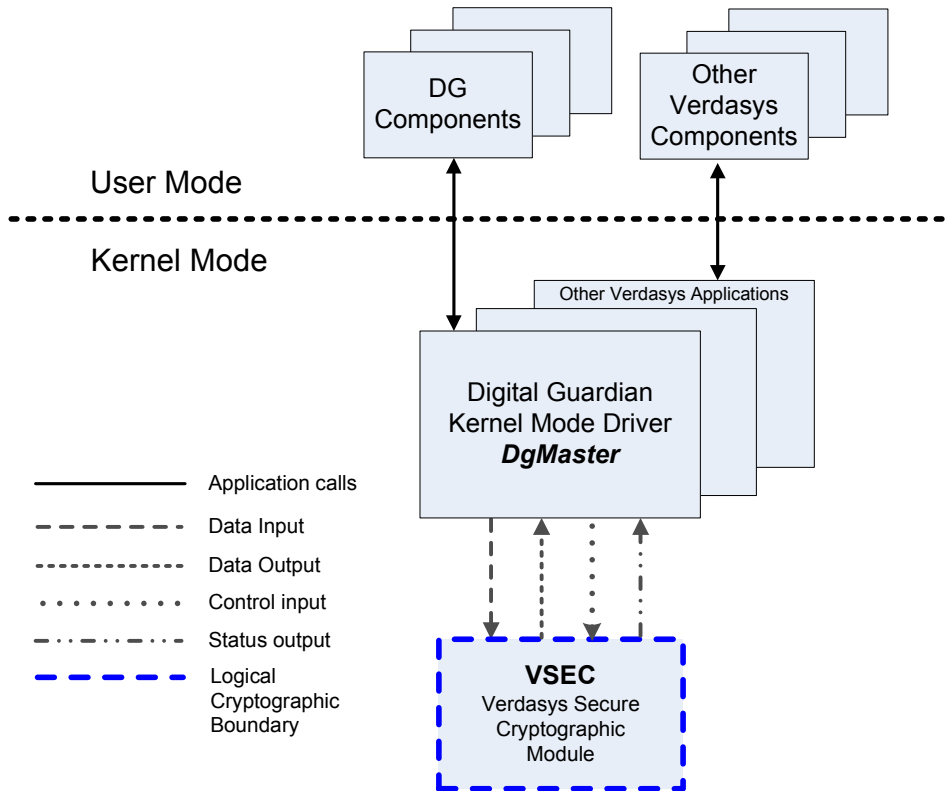 DG
Components
Other
Verdasys
Components
User Mode
Kernel Mode
Other Verdasys Applications
Digital Guardian
Kernel Mode Driver
DgMaster
Application calls
Data Input
Data Output
Control input
Status output
Logical
Cryptographic
Boundary
VSEC
Verdasys Secure
Cryptographic
Module